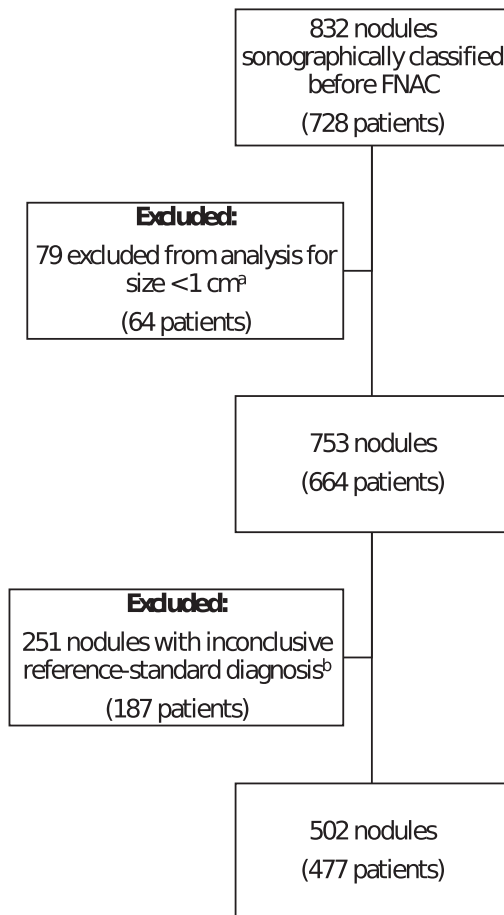 832 nodules
sonographically classified
before FNAC
(728 patients)
Excluded:
79 excluded from analysis for
size <1 cmᵃ
(64 patients)
753 nodules
(664 patients)
Excluded:
251 nodules with inconclusive
reference-standard diagnosisᵇ
(187 patients)
502 nodules
(477 patients)